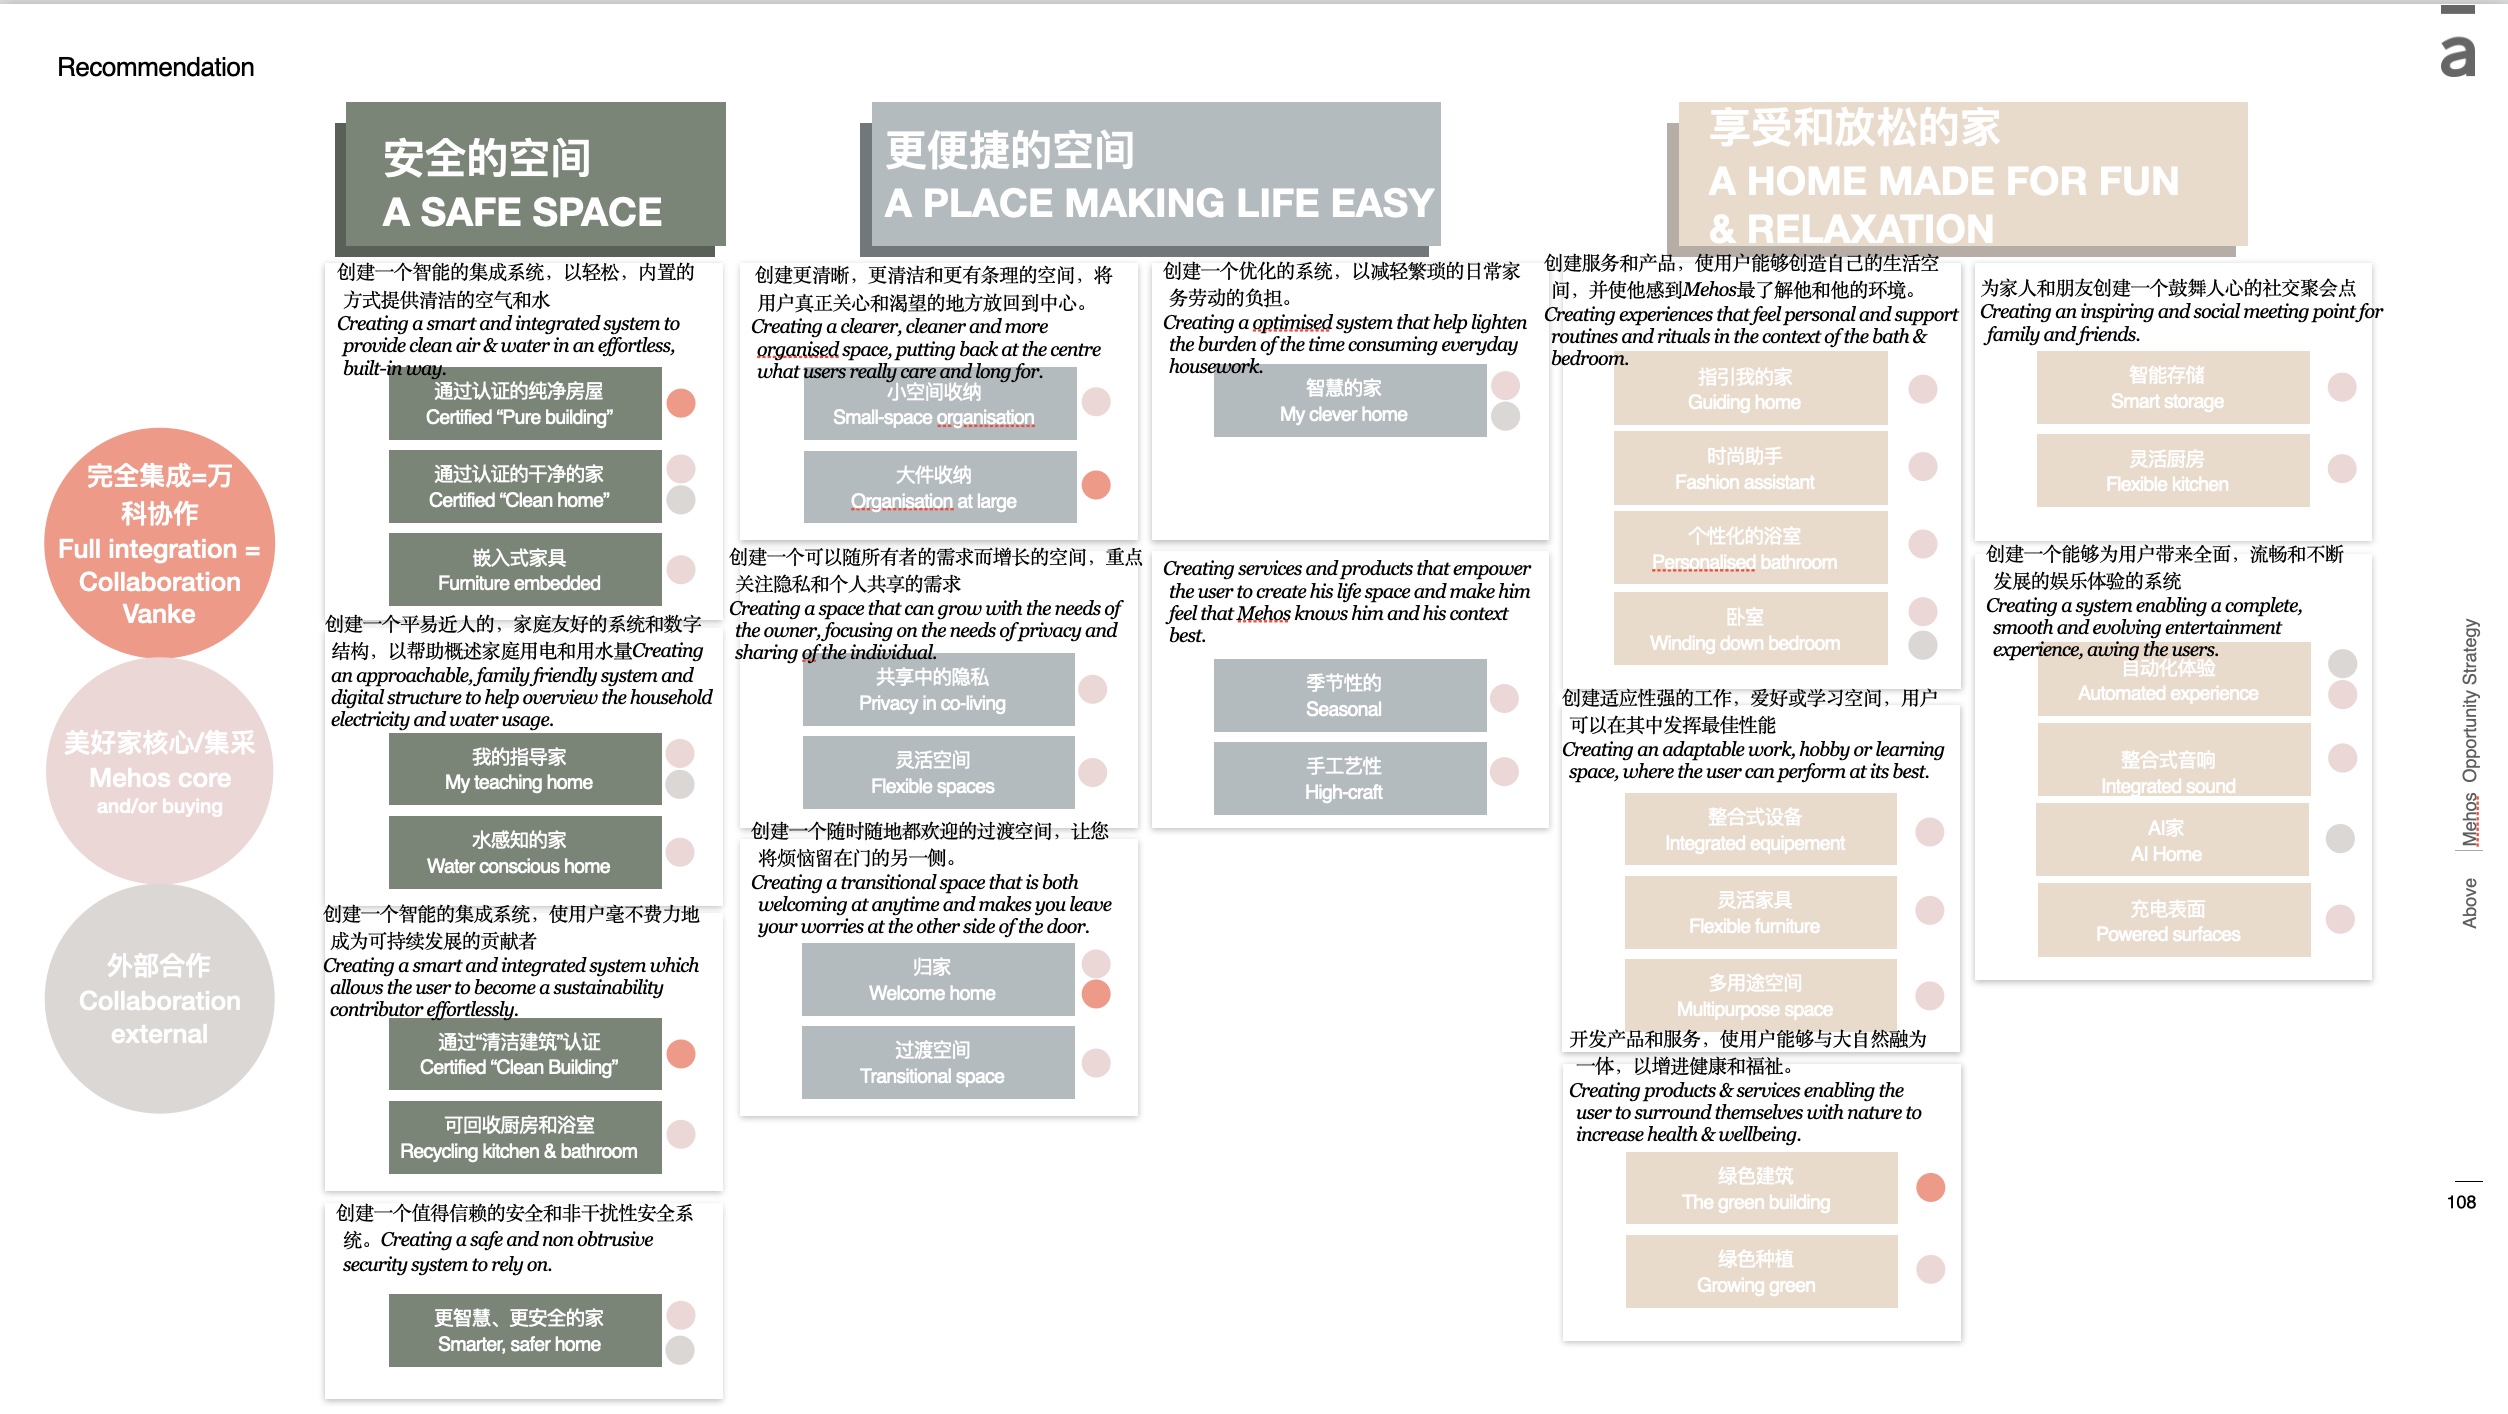 Recommendation
a
安全的空间
A SAFE SPACE
更便捷的空间
A PLACE MAKING LIFE EASY
享受和放松的家
A HOME MADE FOR FUN
& RELAXATION
完全集成=万
科协作
Full integration =
Collaboration
Vanke
美好家核心/集采
Mehos core
and/or buying
外部合作
Collaboration
external
创建一个智能的集成系统，以轻松，内置的
方式提供清洁的空气和水
Creating a smart and integrated system to
provide clean air & water in an effortless,
built-in way.
通过认证的纯净房屋
Certified “Pure building”
通过认证的干净的家
Certified “Clean home”
嵌入式家具
Furniture embedded
创建一个平易近人的，家庭友好的系统和数字
结构，以帮助概述家庭用电和用水量Creating
an approachable, family friendly system and
digital structure to help overview the household
electricity and water usage.
我的指导家
My teaching home
水感知的家
Water conscious home
创建一个智能的集成系统，使用户毫不费力地
成为可持续发展的贡献者
Creating a smart and integrated system which
allows the user to become a sustainability
contributor effortlessly.
通过“清洁建筑”认证
Certified “Clean Building”
可回收厨房和浴室
Recycling kitchen & bathroom
创建一个值得信赖的安全和非干扰性安全系
统。Creating a safe and non obtrusive
security system to rely on.
更智慧、更安全的家
Smarter, safer home
创建更清晰，更清洁和更有条理的空间，将
用户真正关心和渴望的地方放回到中心。
Creating a clearer, cleaner and more
organised space, putting back at the centre
what users really care and long for.
小空间收纳
Small-space organisation
大件收纳
Organisation at large
创建一个可以随所有者的需求而增长的空间，重点
关注隐私和个人共享的需求
Creating a space that can grow with the needs of
the owner, focusing on the needs of privacy and
sharing of the individual.
共享中的隐私
Privacy in co-living
灵活空间
Flexible spaces
创建一个随时随地都欢迎的过渡空间，让您
将烦恼留在门的另一侧。
Creating a transitional space that is both
welcoming at anytime and makes you leave
your worries at the other side of the door.
归家
Welcome home
过渡空间
Transitional space
创建一个优化的系统，以减轻繁琐的日常家
务劳动的负担。
Creating a optimised system that help lighten
the burden of the time consuming everyday
housework.
智慧的家
My clever home
Creating services and products that empower
the user to create his life space and make him
feel that Mehos knows him and his context
best.
季节性的
Seasonal
手工艺性
High-craft
创建服务和产品，使用户能够创造自己的生活空
间，并使他感到Mehos最了解他和他的环境。
Creating experiences that feel personal and support
routines and rituals in the context of the bath &
bedroom.
指引我的家
Guiding home
时尚助手
Fashion assistant
个性化的浴室
Personalised bathroom
卧室
Winding down bedroom
创建适应性强的工作，爱好或学习空间，用户
可以在其中发挥最佳性能
Creating an adaptable work, hobby or learning
space, where the user can perform at its best.
整合式设备
Integrated equipement
灵活家具
Flexible furniture
多用途空间
Multipurpose space
开发产品和服务，使用户能够与大自然融为
一体，以增进健康和福祉。
Creating products & services enabling the
user to surround themselves with nature to
increase health & wellbeing.
绿色建筑
The green building
绿色种植
Growing green
为家人和朋友创建一个鼓舞人心的社交聚会点
Creating an inspiring and social meeting point for
family and friends.
智能存储
Smart storage
灵活厨房
Flexible kitchen
创建一个能够为用户带来全面，流畅和不断
发展的娱乐体验的系统
Creating a system enabling a complete,
smooth and evolving entertainment
experience, awing the users.
自动化体验
Automated experience
整合式音响
Integrated sound
AI家
AI Home
充电表面
Powered surfaces
Above Mehos Opportunity Strategy
108